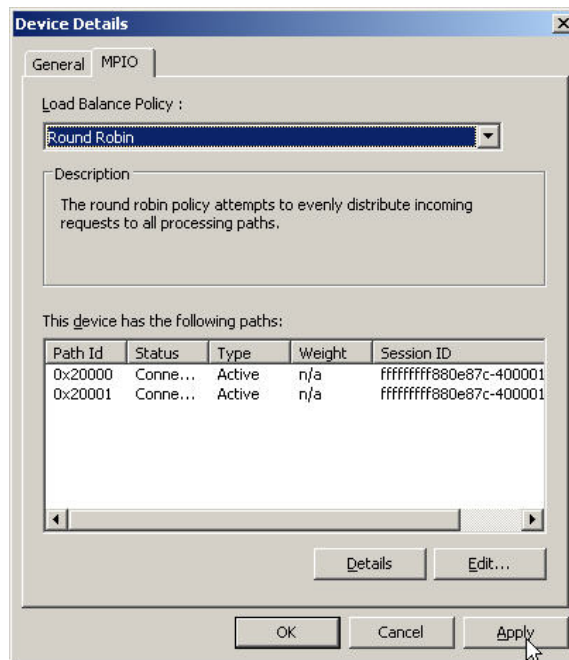 Device Details
General MPIO
Load Balance Policy :
Round Robin
Description
The round robin policy attempts to evenly distribute incoming
requests to all processing paths.
This device has the following paths:
Path Id Status Type Weight Session ID
0x20000 Conne... Active n/a ffffffff880e87c-400001
0x20001 Conne... Active n/a ffffffff880e87c-400001
Details Edit...
OK Cancel Apply